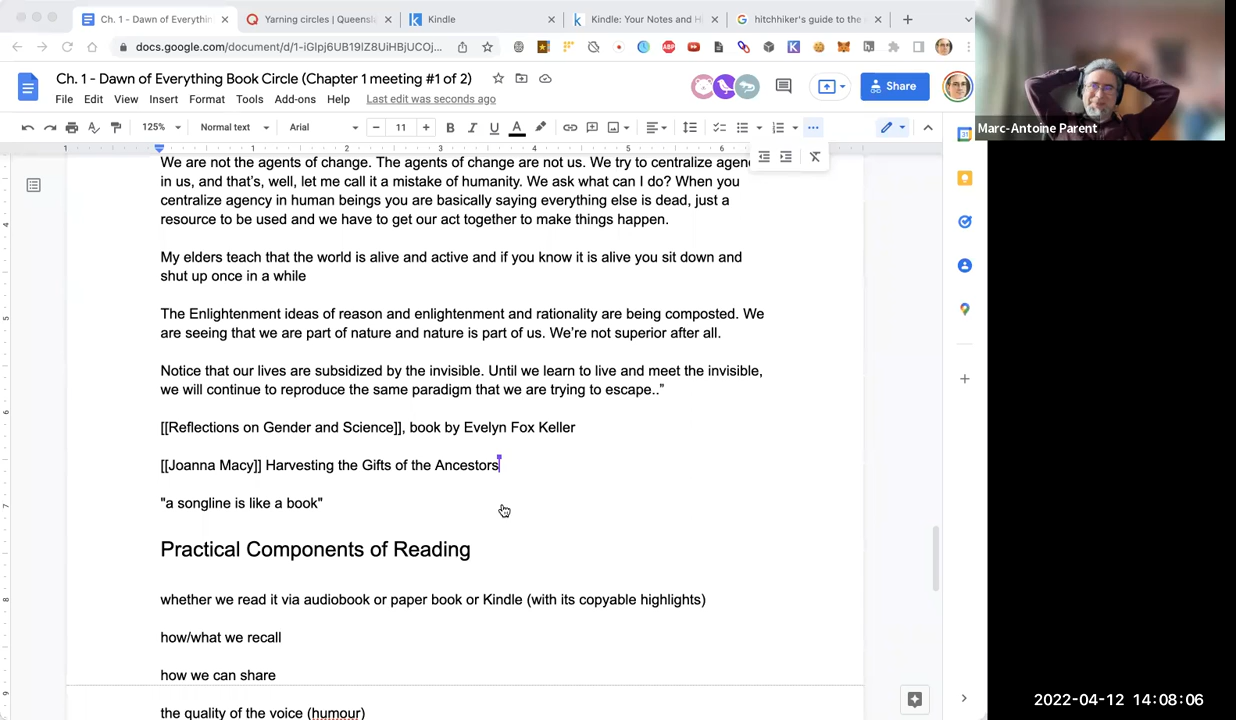 Ch. 1 - Dawn of Everythin
Yarning circles | Queensla
Kindle
Kindle: Your Notes and Hi
hitchhiker's guide to the
docs.google.com/document/d/1-iGlpj6UB19IZ8UiHBjUCOj...
Ch. 1 - Dawn of Everything Book Circle (Chapter 1 meeting #1 of 2)
File Edit View Insert Format Tools Add-ons Help Last edit was seconds ago
Share
125% Normal text Arial 11
Marc-Antoine Parent
We are not the agents of change. The agents of change are not us. We try to centralize agenc
in us, and that's, well, let me call it a mistake of humanity. We ask what can I do? When you
centralize agency in human beings you are basically saying everything else is dead, just a
resource to be used and we have to get our act together to make things happen.
My elders teach that the world is alive and active and if you know it is alive you sit down and
shut up once in a while
The Enlightenment ideas of reason and enlightenment and rationality are being composted. We
are seeing that we are part of nature and nature is part of us. We're not superior after all.
Notice that our lives are subsidized by the invisible. Until we learn to live and meet the invisible,
we will continue to reproduce the same paradigm that we are trying to escape.."
[[Reflections on Gender and Science]], book by Evelyn Fox Keller
[[Joanna Macy]] Harvesting the Gifts of the Ancestors
"a songline is like a book"
Practical Components of Reading
whether we read it via audiobook or paper book or Kindle (with its copyable highlights)
how/what we recall
how we can share
the quality of the voice (humour)
2022-04-12 14:08:06